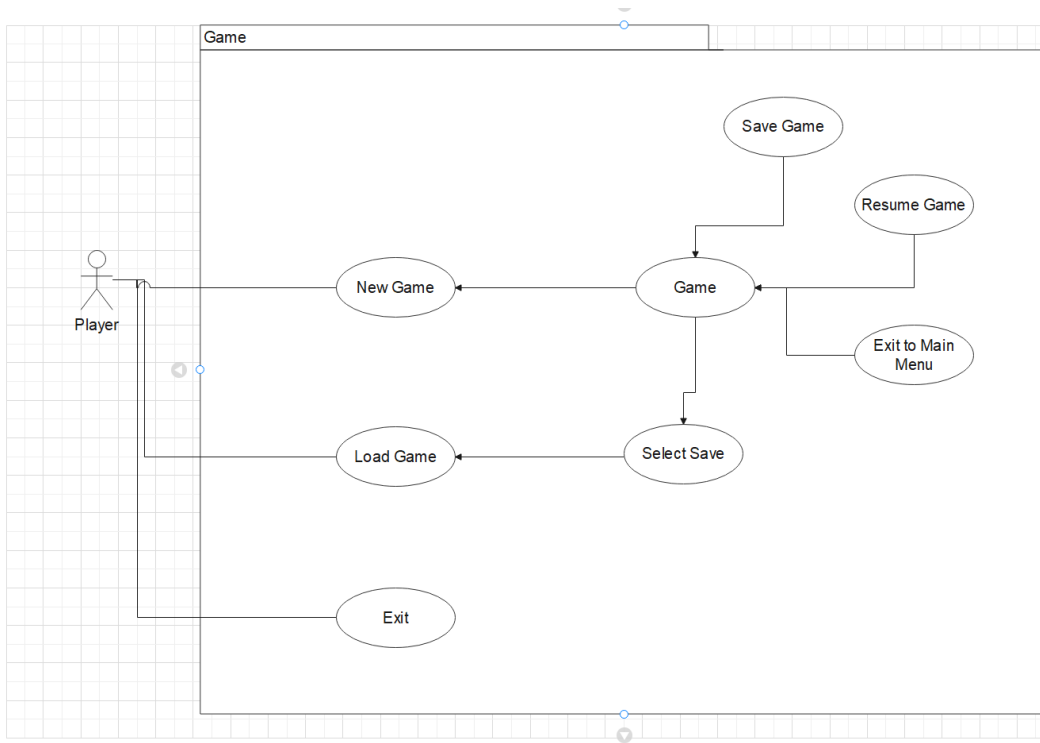 Game
Save Game
Resume Game
New Game
Game
Player
Exit to Main
Menu
Load Game
Select Save
Exit